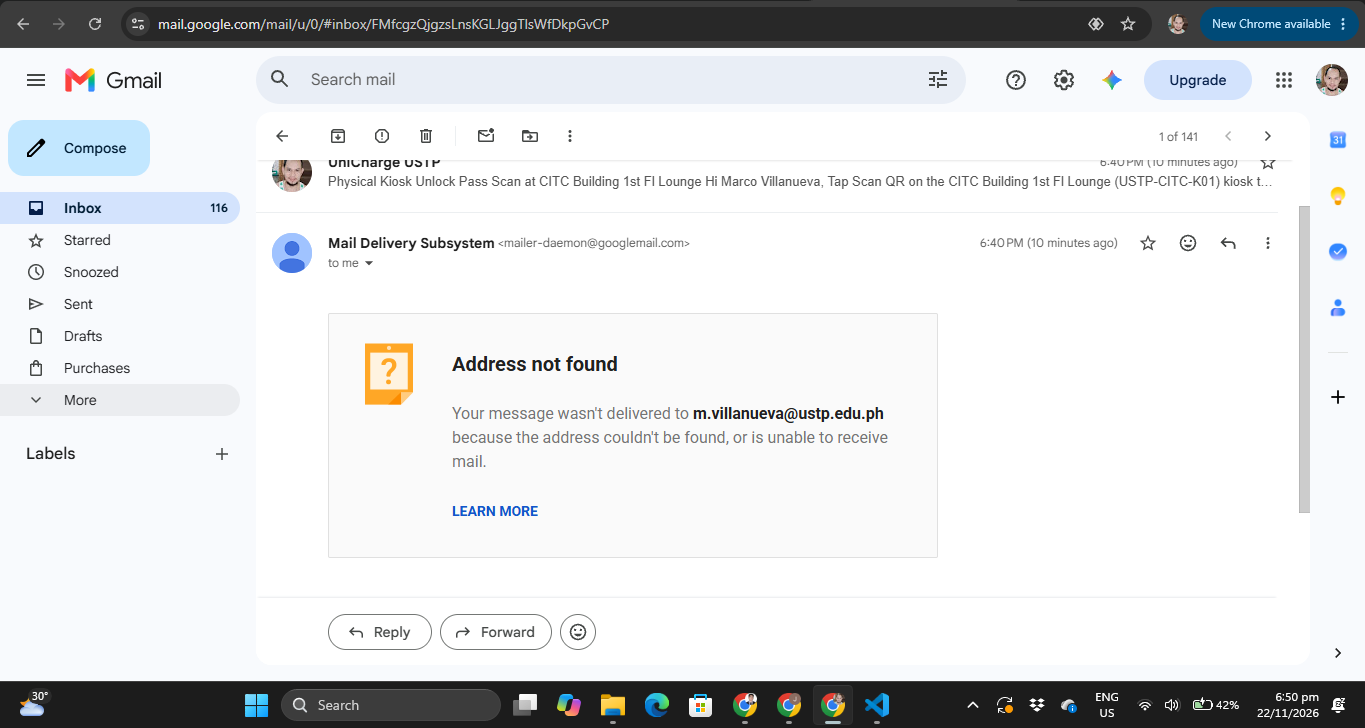 mail.google.com/mail/u/0/#inbox/FMfcgzQjgzsLnsKGLJggTlsWfDkpGvCP
New Chrome available
Gmail
Search mail
Upgrade
Compose
1 of 141
31
Inbox 116
Starred
Snoozed
Sent
Drafts
Purchases
More
Labels
UniCharge USTP 6:40 PM (10 minutes ago)
Physical Kiosk Unlock Pass Scan at CITC Building 1st Fl Lounge Hi Marco Villanueva, Tap Scan QR on the CITC Building 1st Fl Lounge (USTP-CITC-K01) kiosk t…
Mail Delivery Subsystem <mailer-daemon@googlemail.com> 6:40 PM (10 minutes ago)
to me
?
Address not found
Your message wasn't delivered to m.villanueva@ustp.edu.ph
because the address couldn't be found, or is unable to receive
mail.
LEARN MORE
Reply
Forward
30°
Search
ENG
US
42%
6:50 pm
22/11/2026